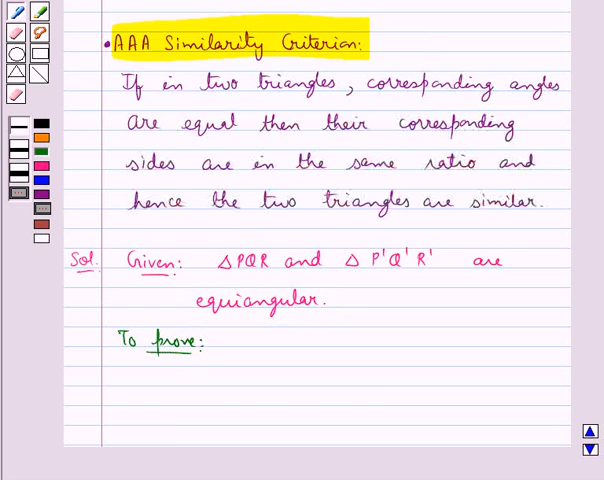 • AAA Similarity Criterion:
If in two triangles, corresponding angles
are equal then their corresponding
sides are in the same ratio and
hence the two triangles are similar.
Sol. Given: △PQR and △ P'Q'R' are
equiangular.
To prove: